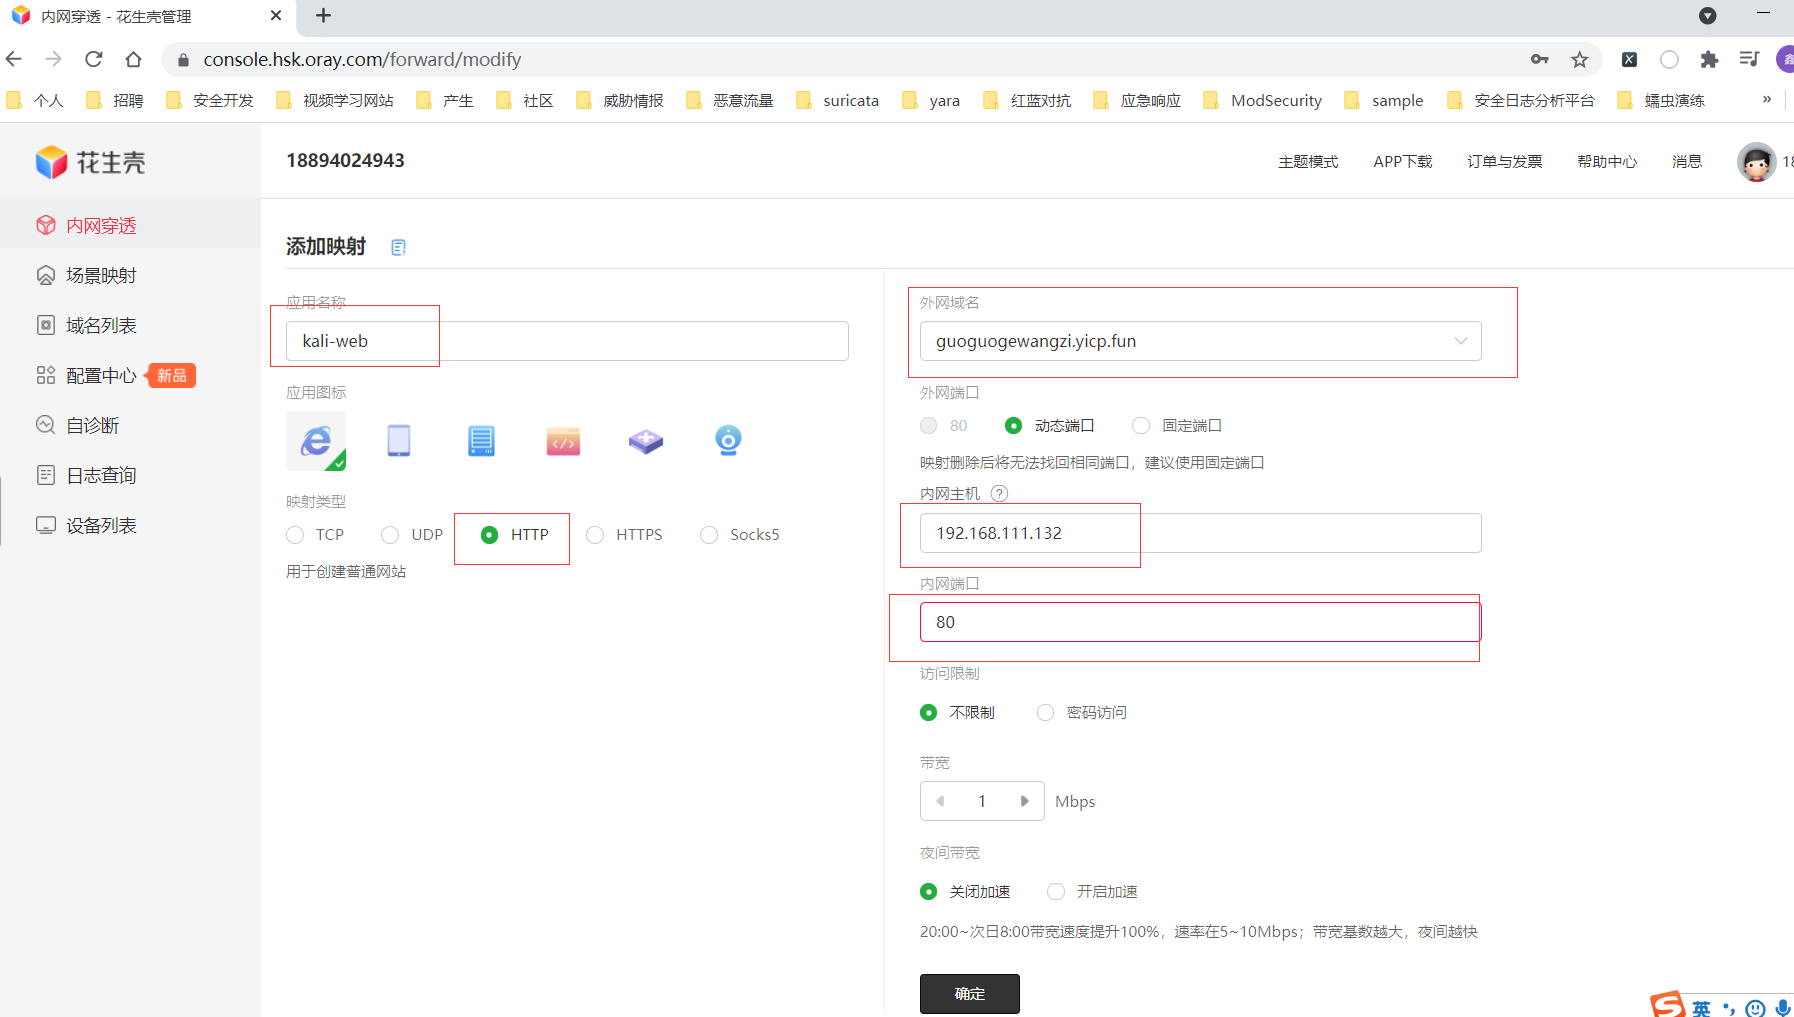 内网穿透 - 花生壳管理
console.hsk.oray.com/forward/modify
个人 招聘 安全开发 视频学习网站 产生 社区 威胁情报 恶意流量 suricata yara 红蓝对抗 应急响应 ModSecurity sample 安全日志分析平台 蠕虫演练 »
花生壳
18894024943
主题模式 APP下载 订单与发票 帮助中心 消息 18
内网穿透
场景映射
域名列表
配置中心 新品
自诊断
日志查询
设备列表
添加映射
应用名称
kali-web
应用图标
映射类型
TCP UDP HTTP HTTPS Socks5
用于创建普通网站
外网域名
guoguogewangzi.yicp.fun
外网端口
80 动态端口 固定端口
映射删除后将无法找回相同端口，建议使用固定端口
内网主机 ?
192.168.111.132
内网端口
80
访问限制
不限制 密码访问
带宽
1 Mbps
夜间带宽
关闭加速 开启加速
20:00~次日8:00带宽速度提升100%，速率在5~10Mbps；带宽基数越大，夜间越快
确定
英